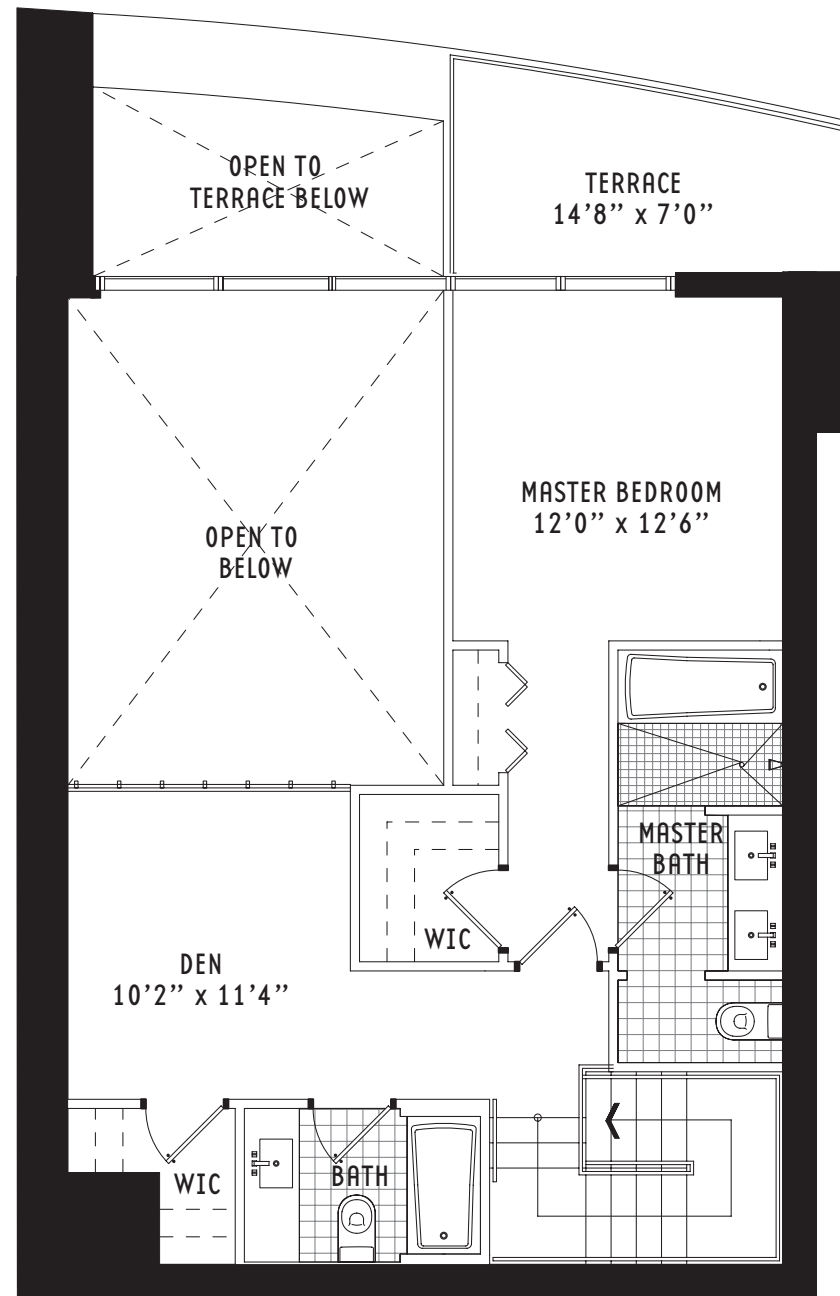 OPEN TO
TERRACE BELOW
TERRACE
14’8” x 7’0”
MASTER BEDROOM
12’0” x 12’6”
OPEN TO
BELOW
MASTER
BATH
WIC
DEN
10’2” x 11’4”
WIC
BATH